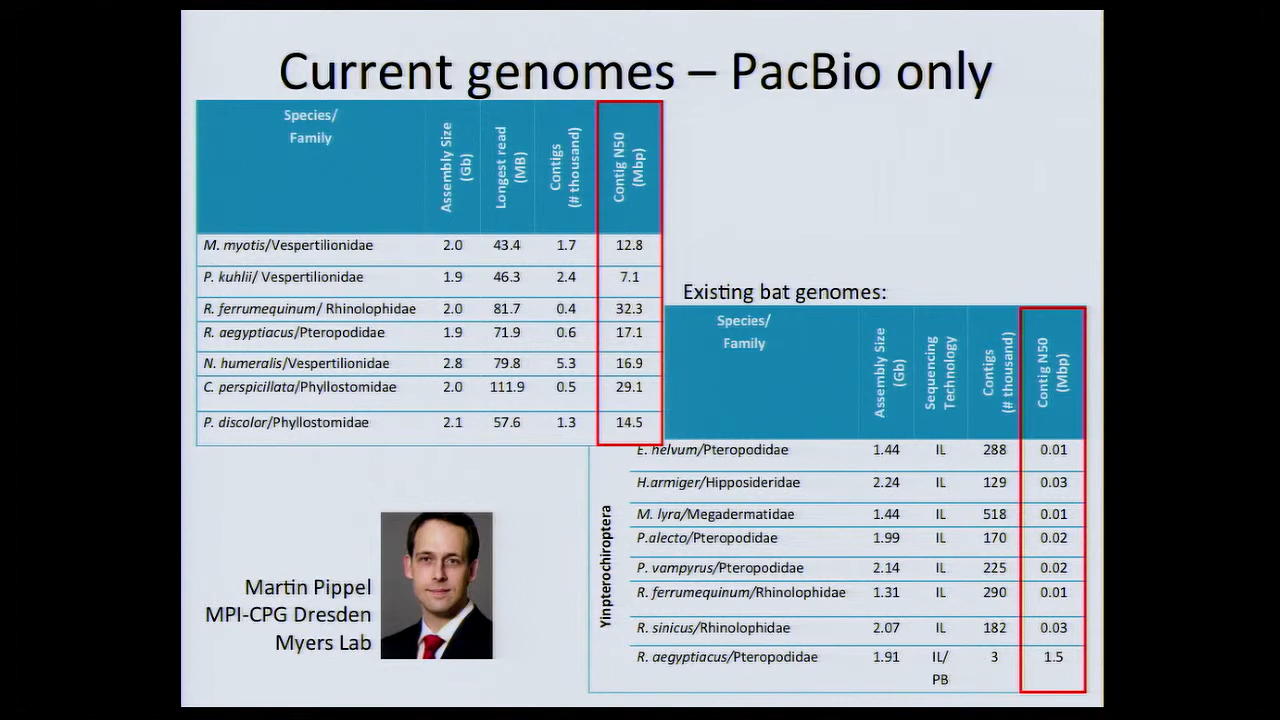 Current genomes – PacBio only
Species/
Family
Assembly Size
(Gb)
Longest read
(MB)
Contigs
(# thousand)
Contig N50
(Mbp)
M. myotis/Vespertilionidae 2.0 43.4 1.7 12.8
P. kuhlii/ Vespertilionidae 1.9 46.3 2.4 7.1
R. ferrumequinum/ Rhinolophidae 2.0 81.7 0.4 32.3
R. aegyptiacus/Pteropodidae 1.9 71.9 0.6 17.1
N. humeralis/Vespertilionidae 2.8 79.8 5.3 16.9
C. perspicillata/Phyllostomidae 2.0 111.9 0.5 29.1
P. discolor/Phyllostomidae 2.1 57.6 1.3 14.5
Existing bat genomes:
Species/
Family
Assembly Size
(Gb)
Sequencing
Technology
Contigs
(# thousand)
Contig N50
(Mbp)
Yinpterochiroptera
E. helvum/Pteropodidae 1.44 IL 288 0.01
H.armiger/Hipposideridae 2.24 IL 129 0.03
M. lyra/Megadermatidae 1.44 IL 518 0.01
P.alecto/Pteropodidae 1.99 IL 170 0.02
P. vampyrus/Pteropodidae 2.14 IL 225 0.02
R. ferrumequinum/Rhinolophidae 1.31 IL 290 0.01
R. sinicus/Rhinolophidae 2.07 IL 182 0.03
R. aegyptiacus/Pteropodidae 1.91 IL/ 3 1.5
PB
Martin Pippel
MPI-CPG Dresden
Myers Lab